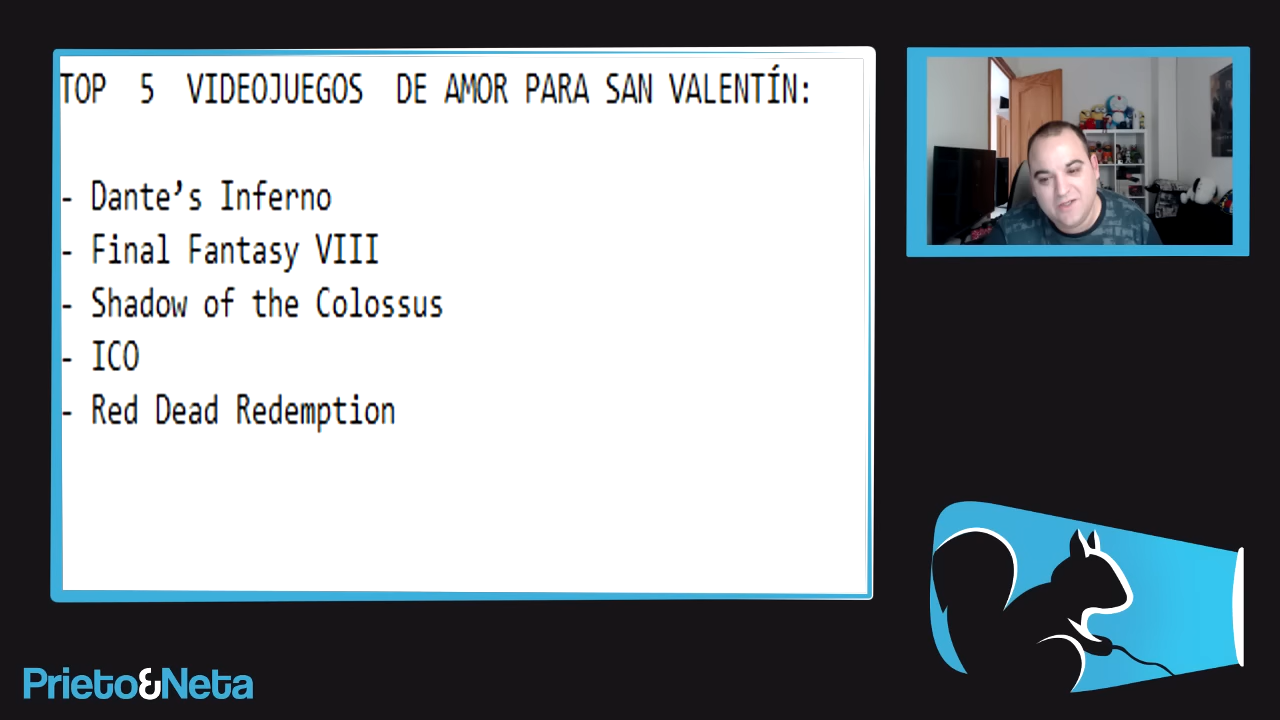 TOP 5 VIDEOJUEGOS DE AMOR PARA SAN VALENTÍN:
- Dante’s Inferno
- Final Fantasy VIII
- Shadow of the Colossus
- ICO
- Red Dead Redemption
Prieto&Neta